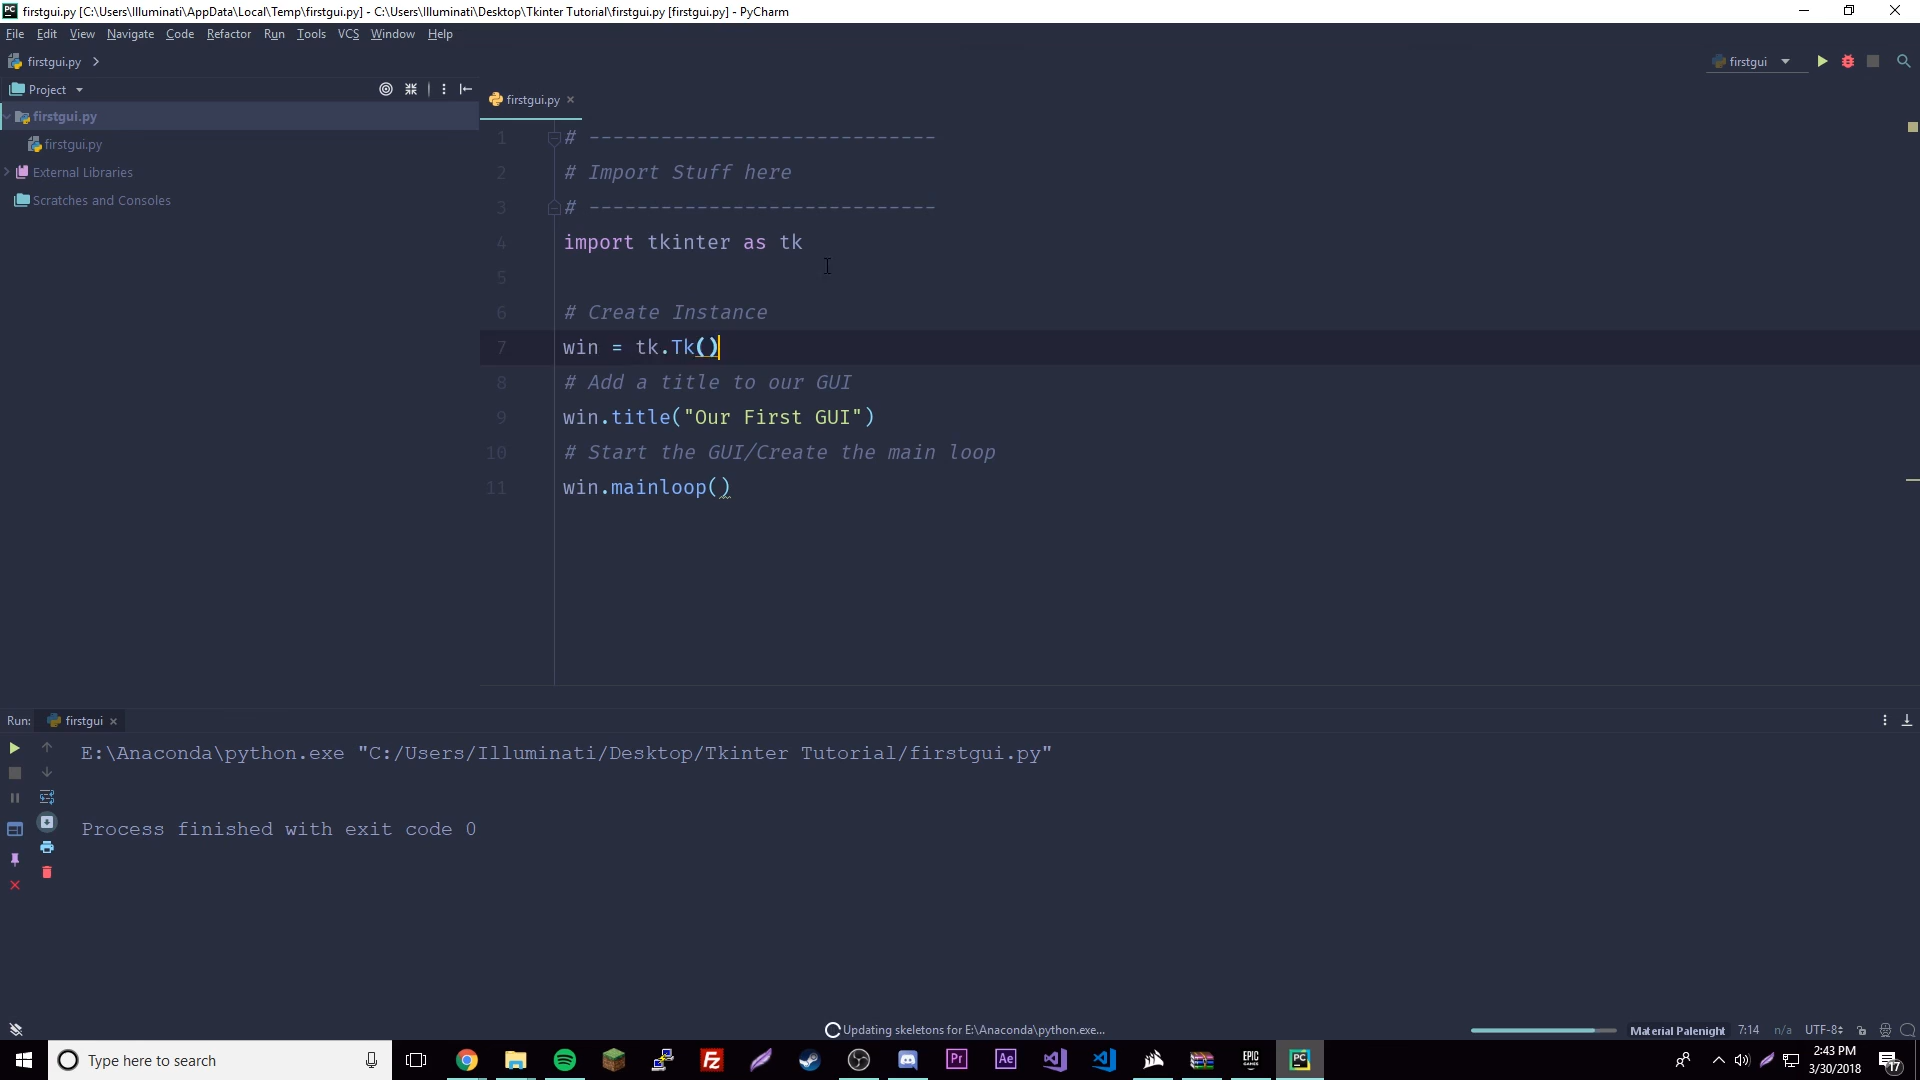 firstgui.py [C:\Users\Illuminati\AppData\Local\Temp\firstgui.py] - C:\Users\Illuminati\Desktop\Tkinter Tutorial\firstgui.py [firstgui.py] - PyCharm
File Edit View Navigate Code Refactor Run Tools VCS Window Help
firstgui.py
firstgui
Project
firstgui.py
firstgui.py
firstgui.py
External Libraries
Scratches and Consoles
1 # -----------------------------
2 # Import Stuff here
3 # -----------------------------
4 import tkinter as tk
5
6 # Create Instance
7 win = tk.Tk()
8 # Add a title to our GUI
9 win.title("Our First GUI")
10 # Start the GUI/Create the main loop
11 win.mainloop()
Run: firstgui
E:\Anaconda\python.exe "C:/Users/Illuminati/Desktop/Tkinter Tutorial/firstgui.py"
Process finished with exit code 0
Updating skeletons for E:\Anaconda\python.exe...
Material Palenight 7:14 n/a UTF-8
Type here to search
Pr
Ae
EPIC GAMES
PC
2:43 PM
3/30/2018
17